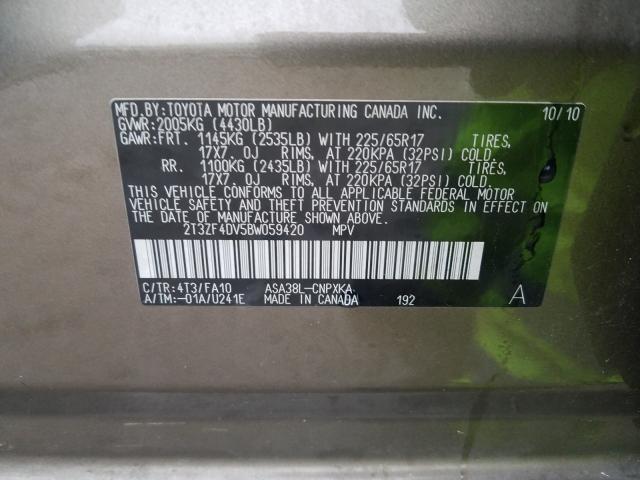 MFD.BY:TOYOTA MOTOR MANUFACTURING CANADA INC. 10/10
GVWR:2005KG (4430LB)
GAWR:FRT. 1145KG (2535LB) WITH 225/65R17 TIRES,
17X7 OJ RIMS, AT 220KPA (32PSI) COLD.
RR. 1100KG (2435LB) WITH 225/65R17 TIRES,
17X7 OJ RIMS, AT 220KPA (32PSI) COLD.
THIS VEHICLE CONFORMS TO ALL APPLICABLE FEDERAL MOTOR
VEHICLE SAFETY AND THEFT PREVENTION STANDARDS IN EFFECT ON
THE DATE OF MANUFACTURE SHOWN ABOVE.
2T3ZF4DV5BW059420 MPV
C/TR:4T3/FA10 ASA38L-CNPXKA
A/TM:-01A/U241E MADE IN CANADA 192 A